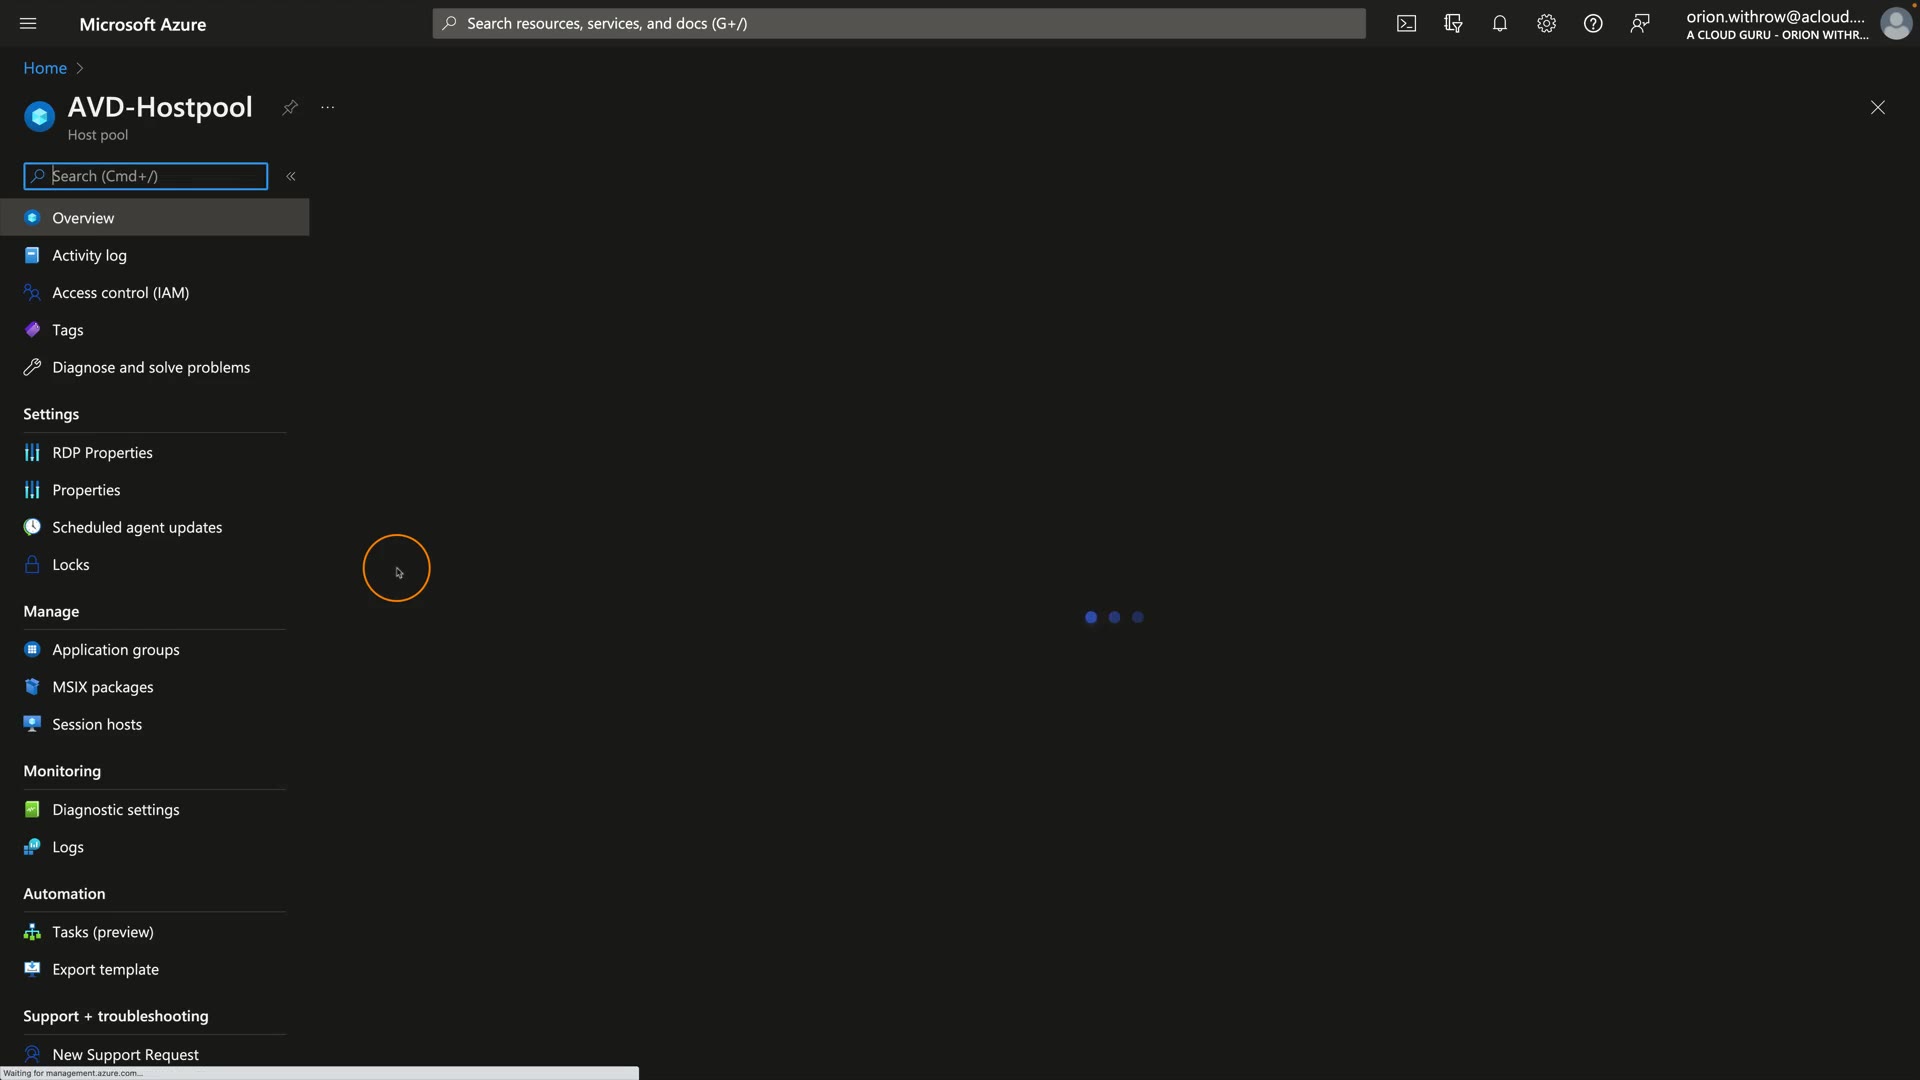 Microsoft Azure
Search resources, services, and docs (G+/)
orion.withrow@acloud....
A CLOUD GURU - ORION WITHR...
Home
AVD-Hostpool
...
Host pool
Search (Cmd+/)
«
Overview
Activity log
Access control (IAM)
Tags
Diagnose and solve problems
Settings
RDP Properties
Properties
Scheduled agent updates
Locks
Manage
Application groups
MSIX packages
Session hosts
Monitoring
Diagnostic settings
Logs
Automation
Tasks (preview)
Export template
Support + troubleshooting
New Support Request
Waiting for management.azure.com...